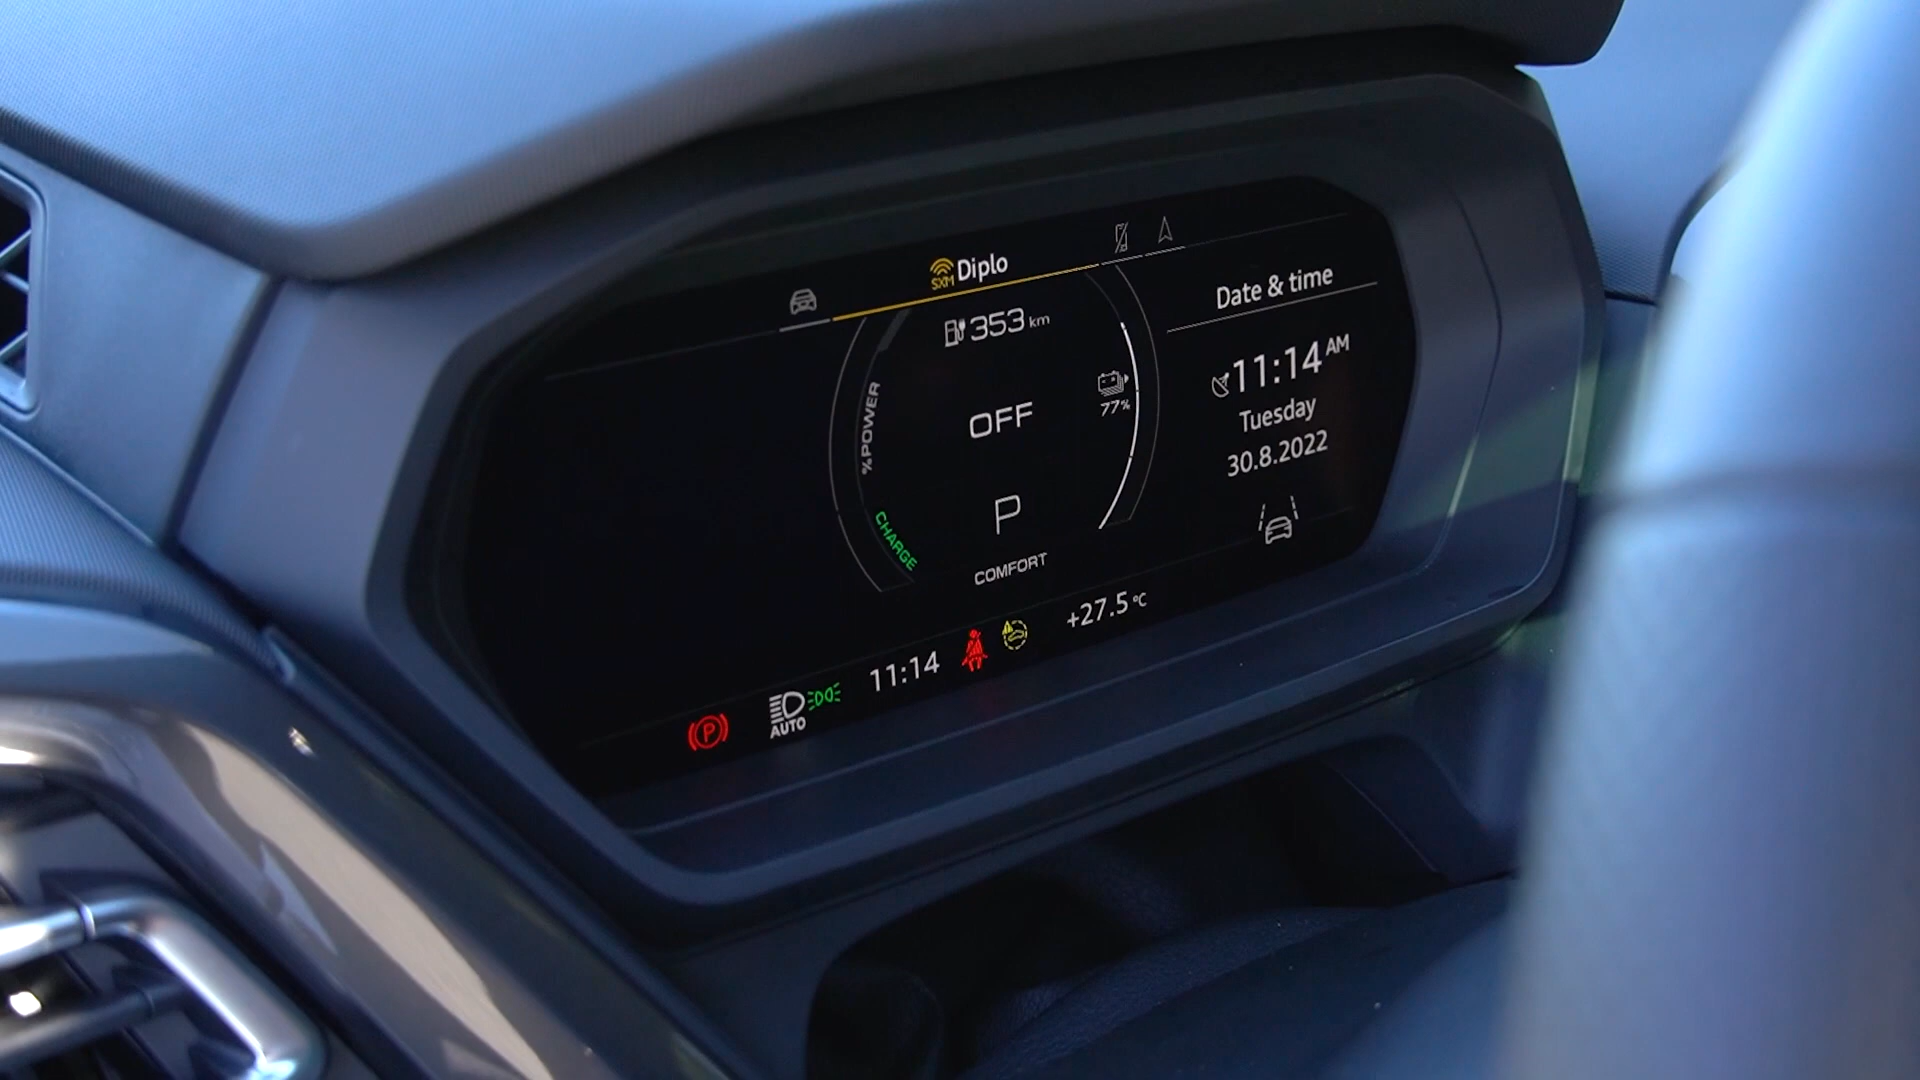 SXM Diplo
353 km
Date & time
11:14 AM
Tuesday
30.8.2022
%POWER
77%
OFF
P
CHARGE
COMFORT
+27.5 °C
11:14
AUTO
P